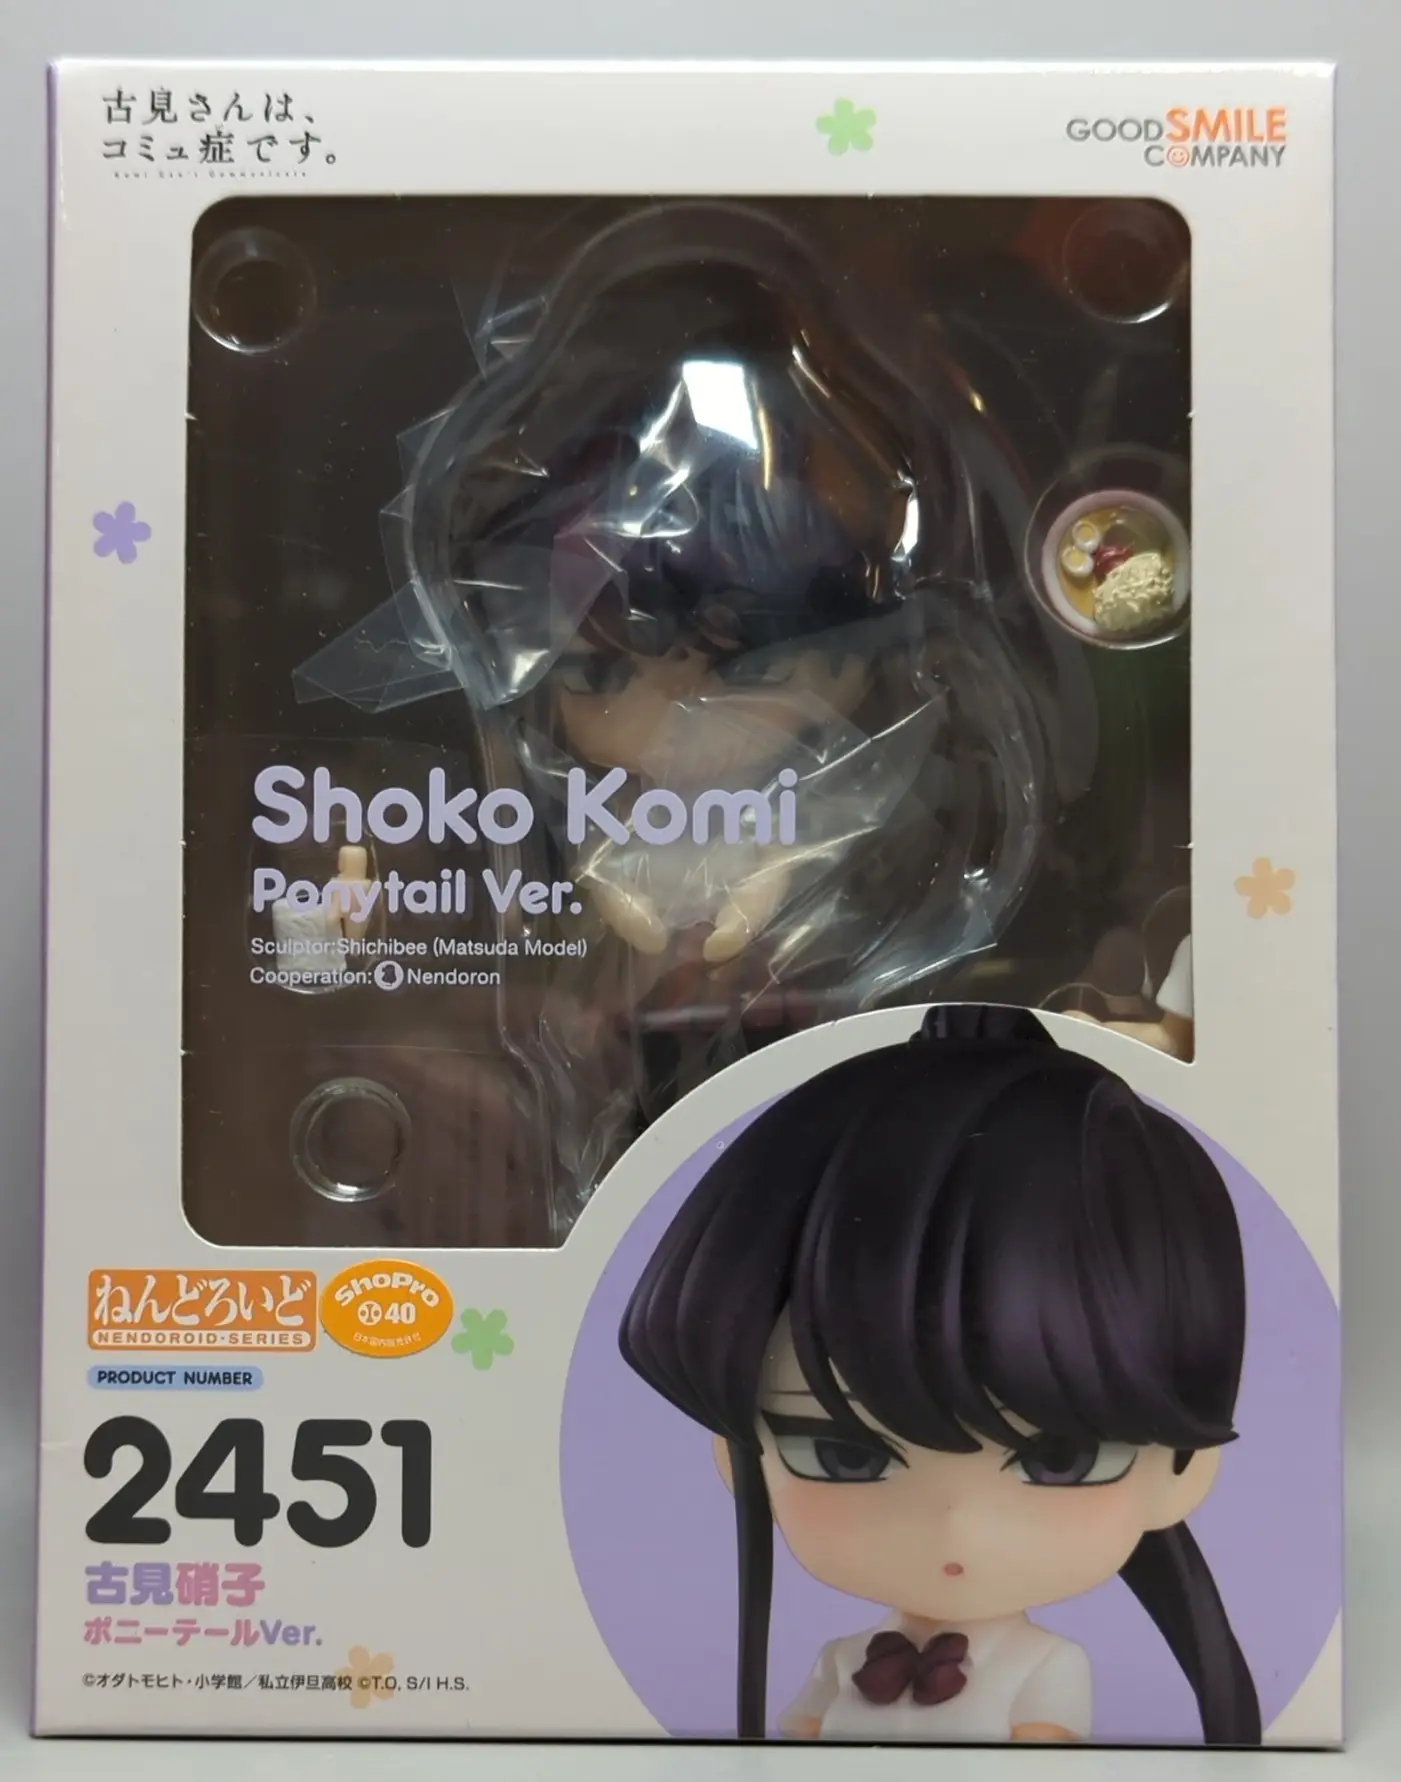 古見さんは、
コミュ症です。
Komi Can't Communicate
GOOD SMILE
COMPANY
Shoko Komi
Ponytail Ver.
Sculptor:Shichibee (Matsuda Model)
Cooperation: Nendoron
ねんどろいど
NENDOROID·SERIES
ShoPro
40
PRODUCT NUMBER
2451
古見硝子
ポニーテールVer.
©オダトモヒト・小学館／私立伊旦高校 ©T.O, S/I H.S.